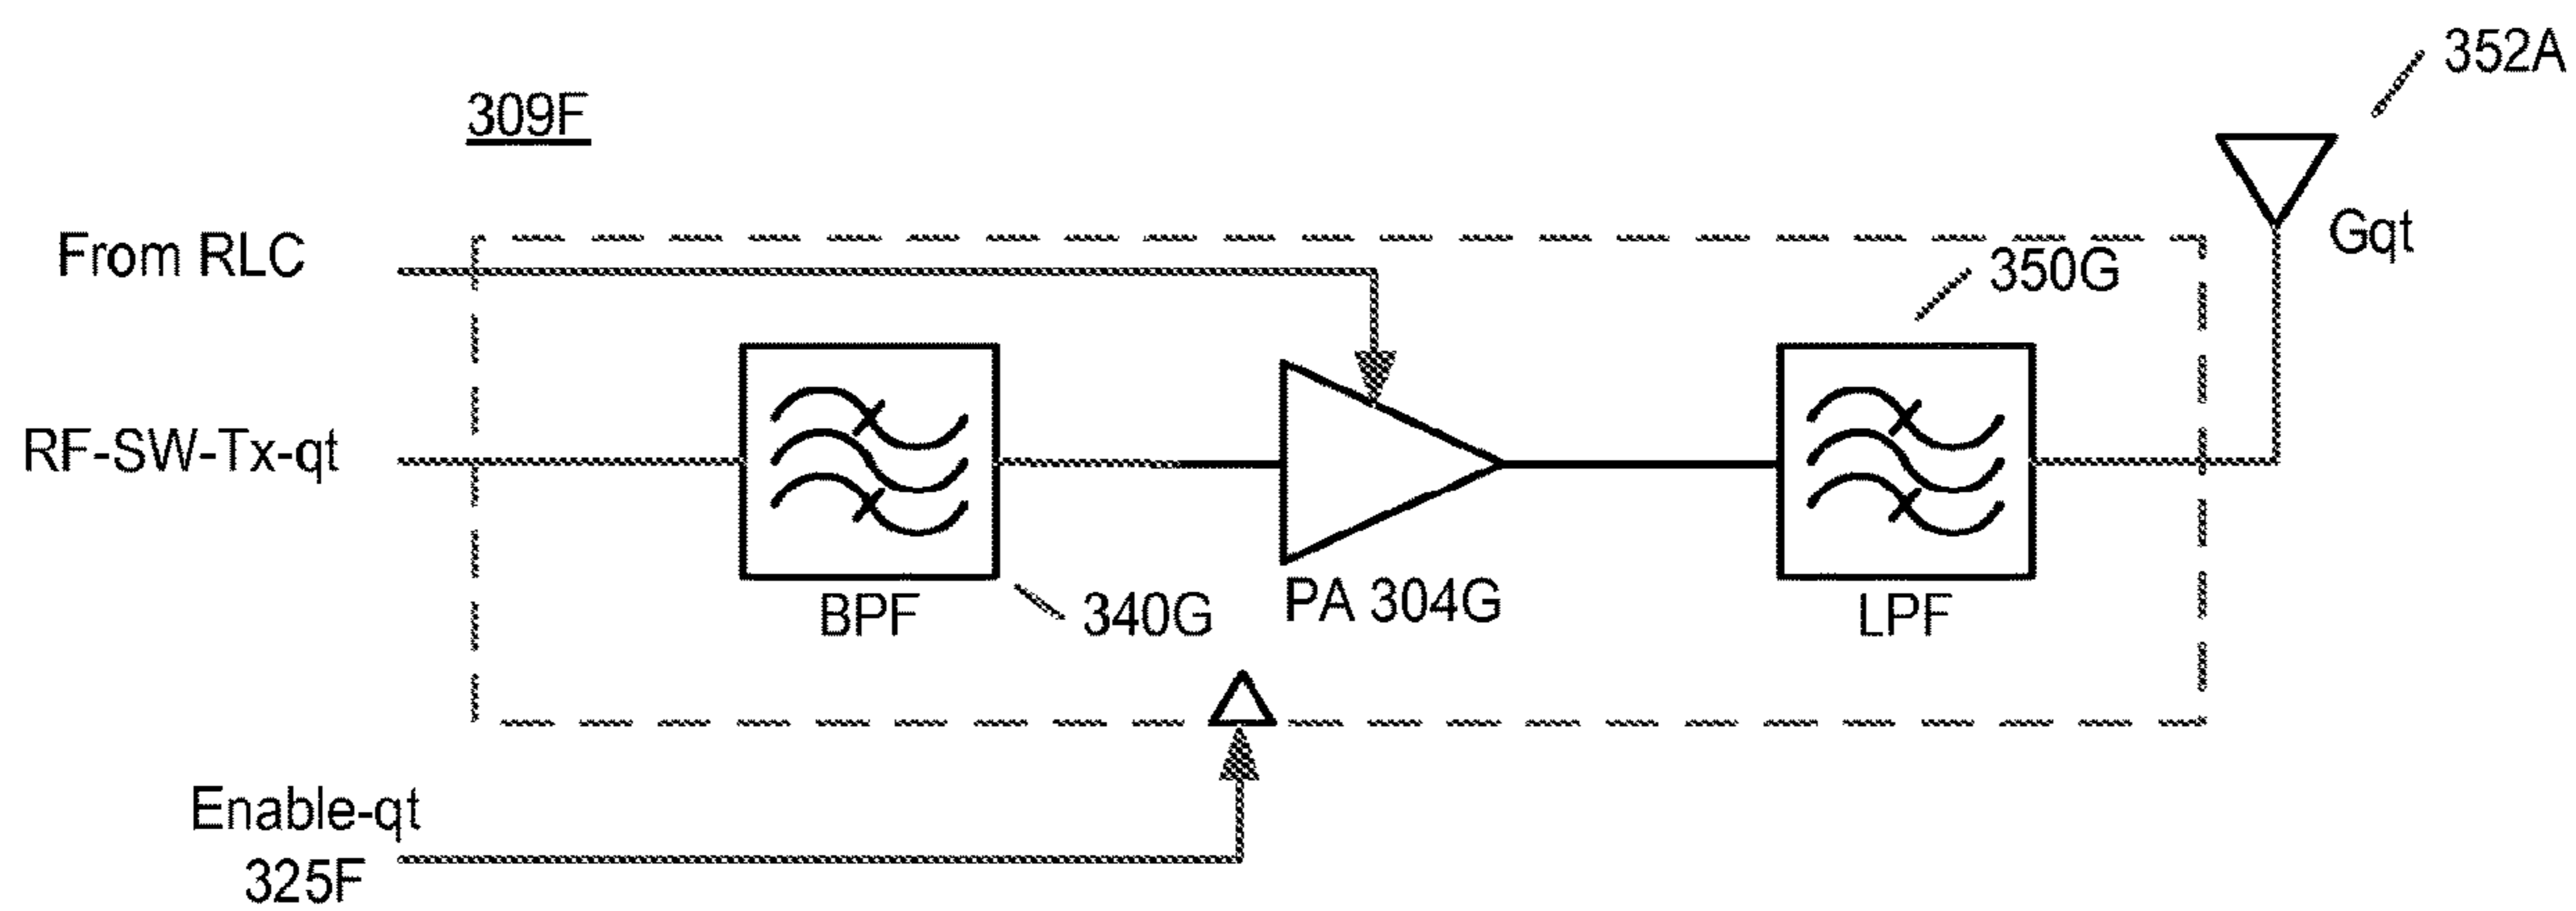 352A
309F
Gqt
From RLC
350G
RF-SW-Tx-qt
BPF
340G
PA 304G
LPF
Enable-qt
325F